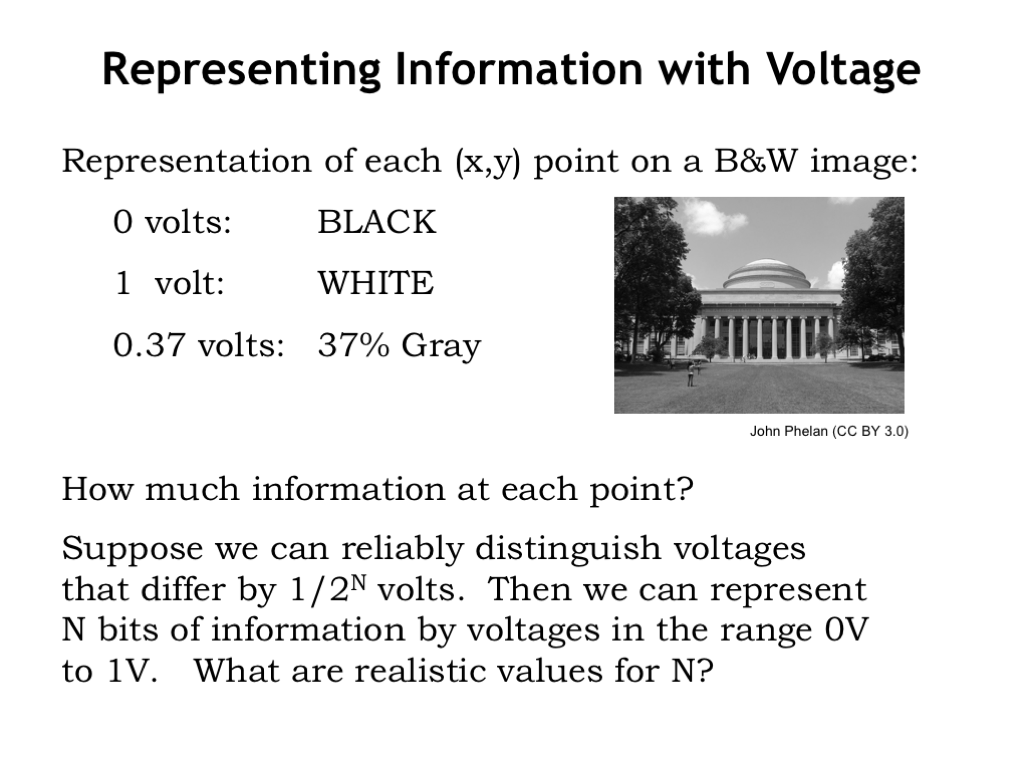 Representing Information with Voltage
Representation of each (x,y) point on a B&W image:
0 volts: BLACK
1 volt: WHITE
0.37 volts: 37% Gray
John Phelan (CC BY 3.0)
How much information at each point?
Suppose we can reliably distinguish voltages
that differ by 1/2ᴺ volts. Then we can represent
N bits of information by voltages in the range 0V
to 1V. What are realistic values for N?